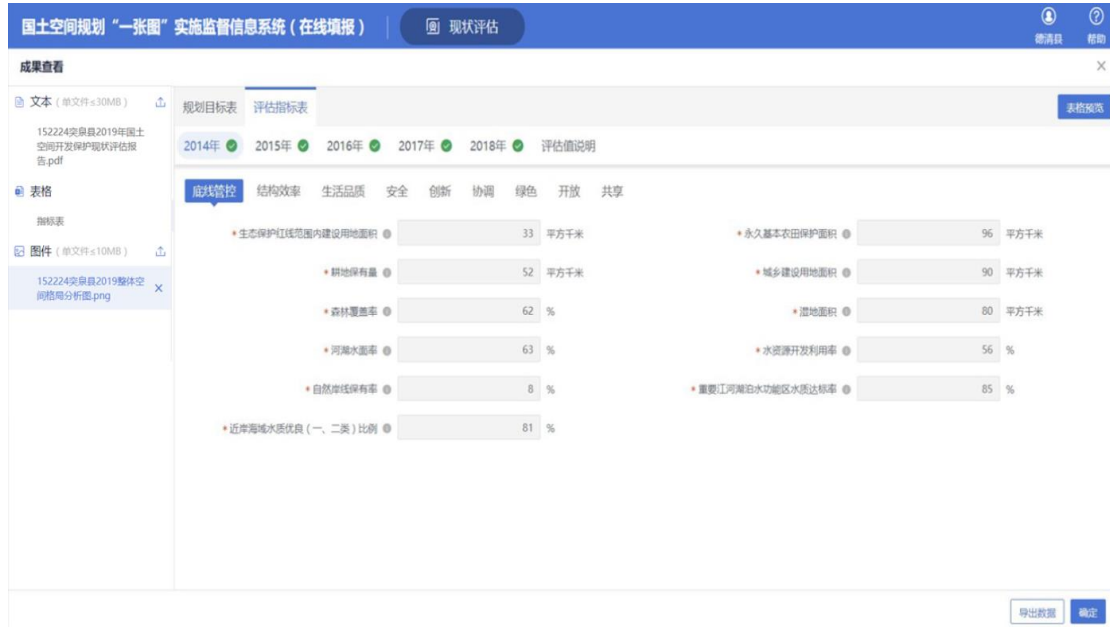 国土空间规划“一张图”实施监督信息系统（在线填报）
现状评估
德清县
帮助
成果查看
文本（单文件≤30MB）
152224突泉县2019年国土
空间开发保护现状评估报
告.pdf
表格
指标表
图件（单文件≤10MB）
152224突泉县2019整体空
间格局分析图.png
规划目标表 评估指标表
表格预览
2014年 2015年 2016年 2017年 2018年 评估值说明
底线管控 结构效率 生活品质 安全 创新 协调 绿色 开放 共享
*生态保护红线范围内建设用地面积 33 平方千米 *永久基本农田保护面积 96 平方千米
*耕地保有量 52 平方千米 *城乡建设用地面积 90 平方千米
*森林覆盖率 62 % *湿地面积 80 平方千米
*河湖水面率 63 % *水资源开发利用率 56 %
*自然岸线保有率 8 % *重要江河湖泊水功能区水质达标率 85 %
*近岸海域水质优良（一、二类）比例 81 %
导出数据 确定